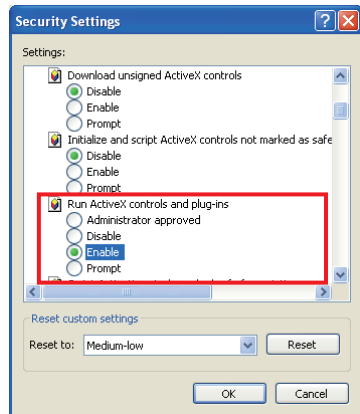 Security Settings
Settings:
Download unsigned ActiveX controls
Disable
Enable
Prompt
Initialize and script ActiveX controls not marked as safe
Disable
Enable
Prompt
Run ActiveX controls and plug-ins
Administrator approved
Disable
Enable
Prompt
Reset custom settings
Reset to: Medium-low Reset
OK Cancel